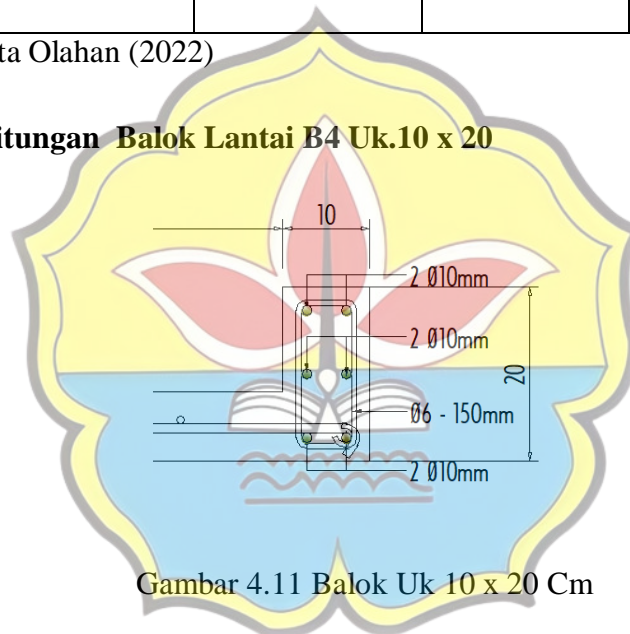 ta Olahan (2022)
itungan Balok Lantai B4 Uk.10 x 20
10
2 Ø10mm
2 Ø10mm
20
Ø6 - 150mm
2 Ø10mm
Gambar 4.11 Balok Uk 10 x 20 Cm